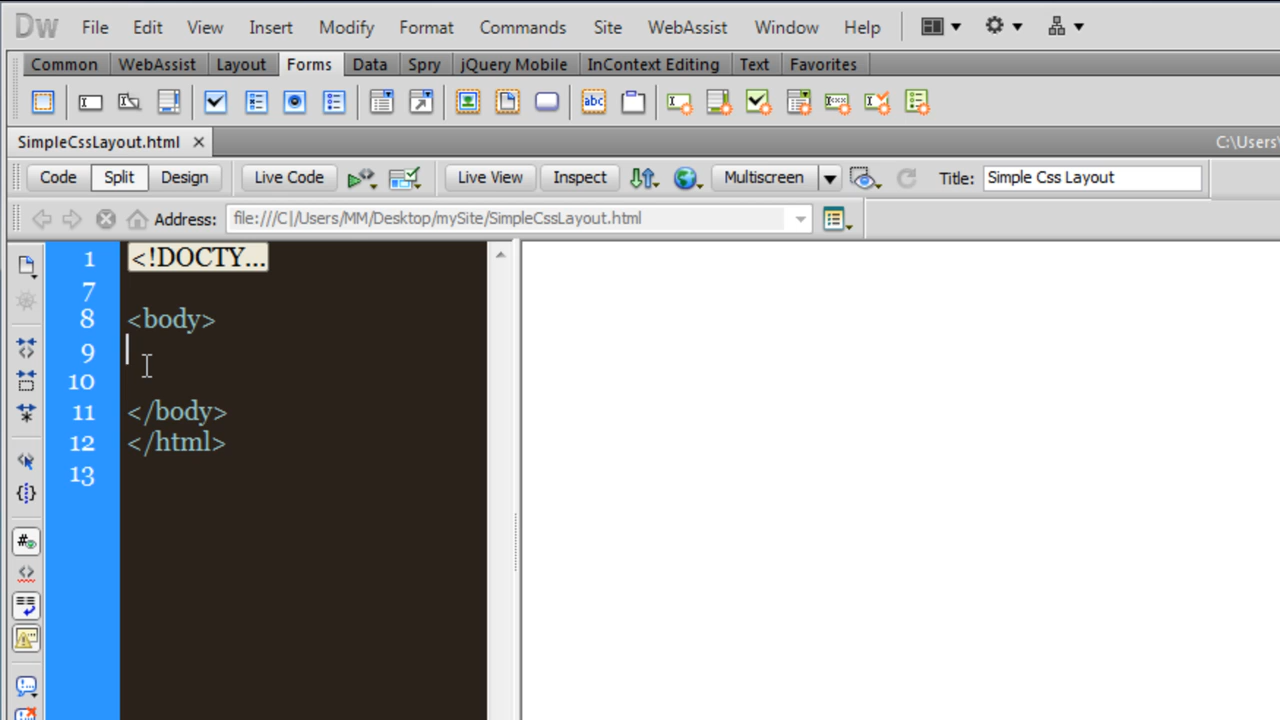 Dw File Edit View Insert Modify Format Commands Site WebAssist Window Help
Common WebAssist Layout Forms Data Spry jQuery Mobile InContext Editing Text Favorites
abc
SimpleCssLayout.html C:\Users\
Code Split Design Live Code Live View Inspect Multiscreen Title: Simple Css Layout
Address: file:///C|/Users/MM/Desktop/mySite/SimpleCssLayout.html
1 <!DOCTY...
7
8 <body>
9
10
11 </body>
12 </html>
13